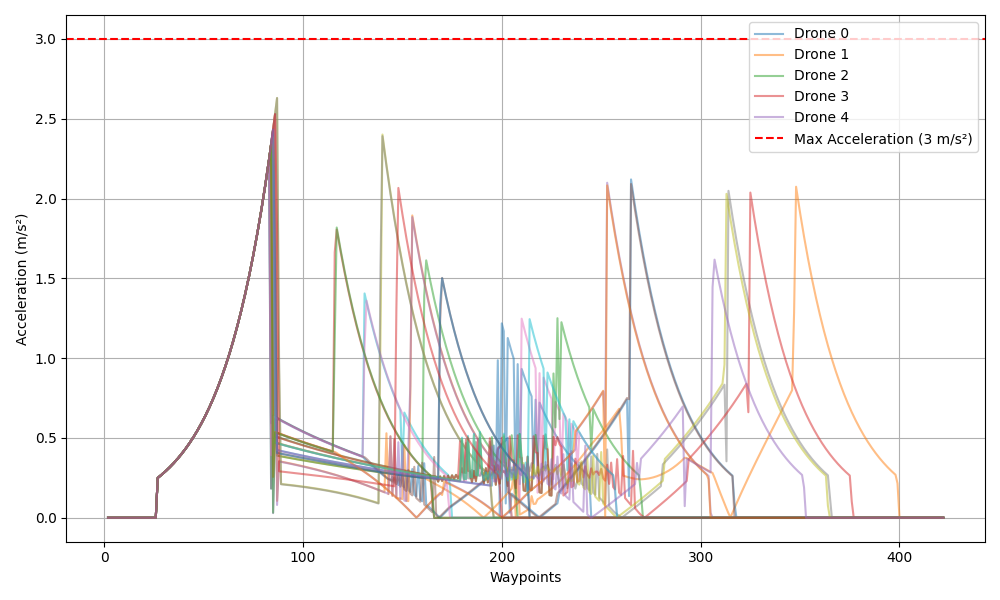 Drone 0
Drone 1
Drone 2
Drone 3
Drone 4
Max Acceleration (3 m/s²)
Acceleration (m/s²)
3.0
2.5
2.0
1.5
1.0
0.5
0.0
0 100 200 300 400
Waypoints